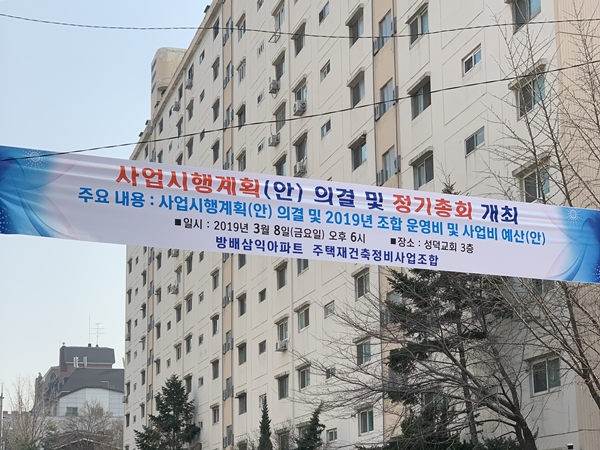 사업시행계획(안) 의결 및 정기총회 개최
주요 내용 : 사업시행계획(안) 의결 및 2019년 조합 운영비 및 사업비 예산(안)
■일시 : 2019년 3월 8일(금요일) 오후 6시 ■장소 : 성덕교회 3층
방배삼익아파트 주택재건축정비사업조합